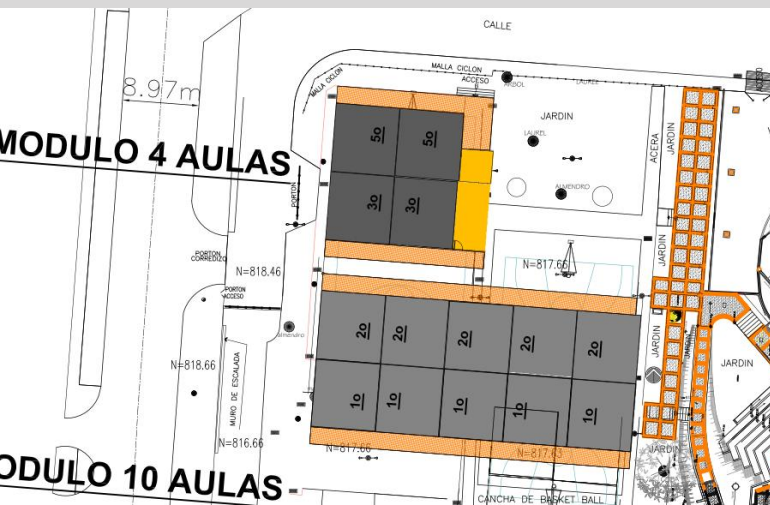 CALLE
MALLA CICLON
ACCESO
MALLA CICLON
ARBOL
LAUREL
8.97m
JARDIN
5o
5o
LAUREL
ACERA
JARDIN
MODULO 4 AULAS
PORTON
3o
3o
ALMENDRO
PORTON
CORREDIZO
N=818.46
N=817.66
JARDIN
PORTON
ACCESO
ALMENDRO
2o
2o
2o
2o
2o
JARDIN
JARDIN
JARDIN
N=818.66
MURO DE ESCALADA
1o
1o
1o
1o
1o
N=816.66
N=817.66
N=817.63
JARDIN
ODULO 10 AULAS
CANCHA DE BASKET BALL